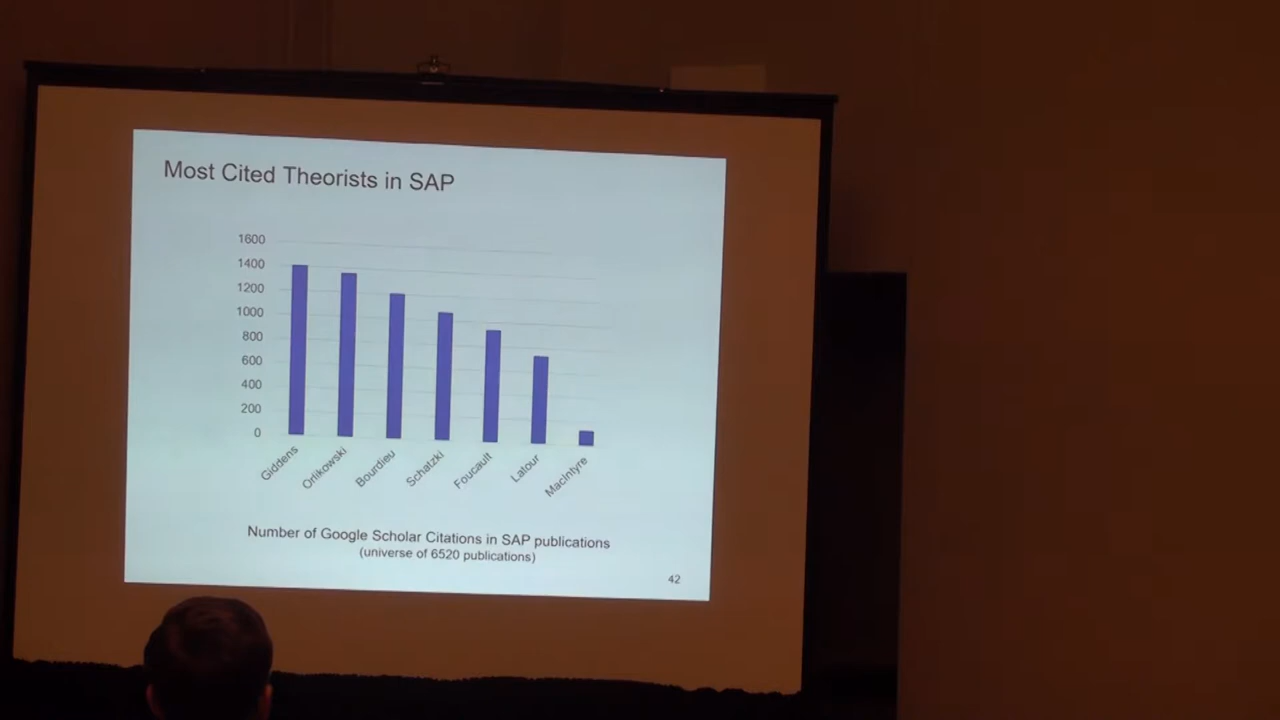 Most Cited Theorists in SAP
1600
1400
1200
1000
800
600
400
200
0
Giddens
Orlikowski
Bourdieu
Schatzki
Foucault
Latour
MacIntyre
Number of Google Scholar Citations in SAP publications
(universe of 6520 publications)
42